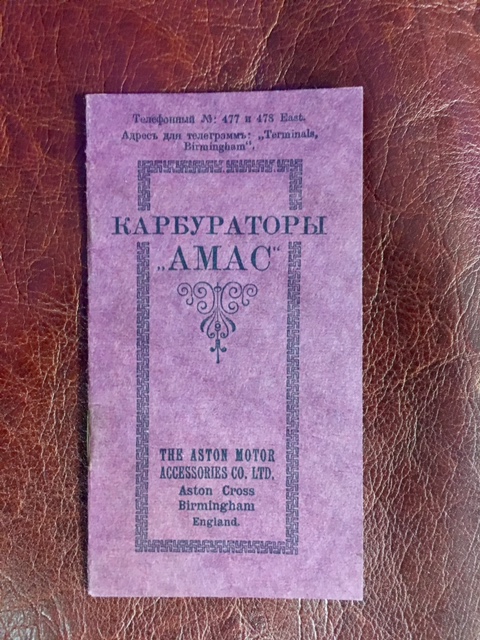 Телефонный №: 477 и 478 East.
Адресъ для телеграммъ: „Terminals,
Birmingham“.
КАРБУРАТОРЫ
„АМАС“
THE ASTON MOTOR
ACCESSORIES CO. LTD,
Aston Cross
Birmingham
England.